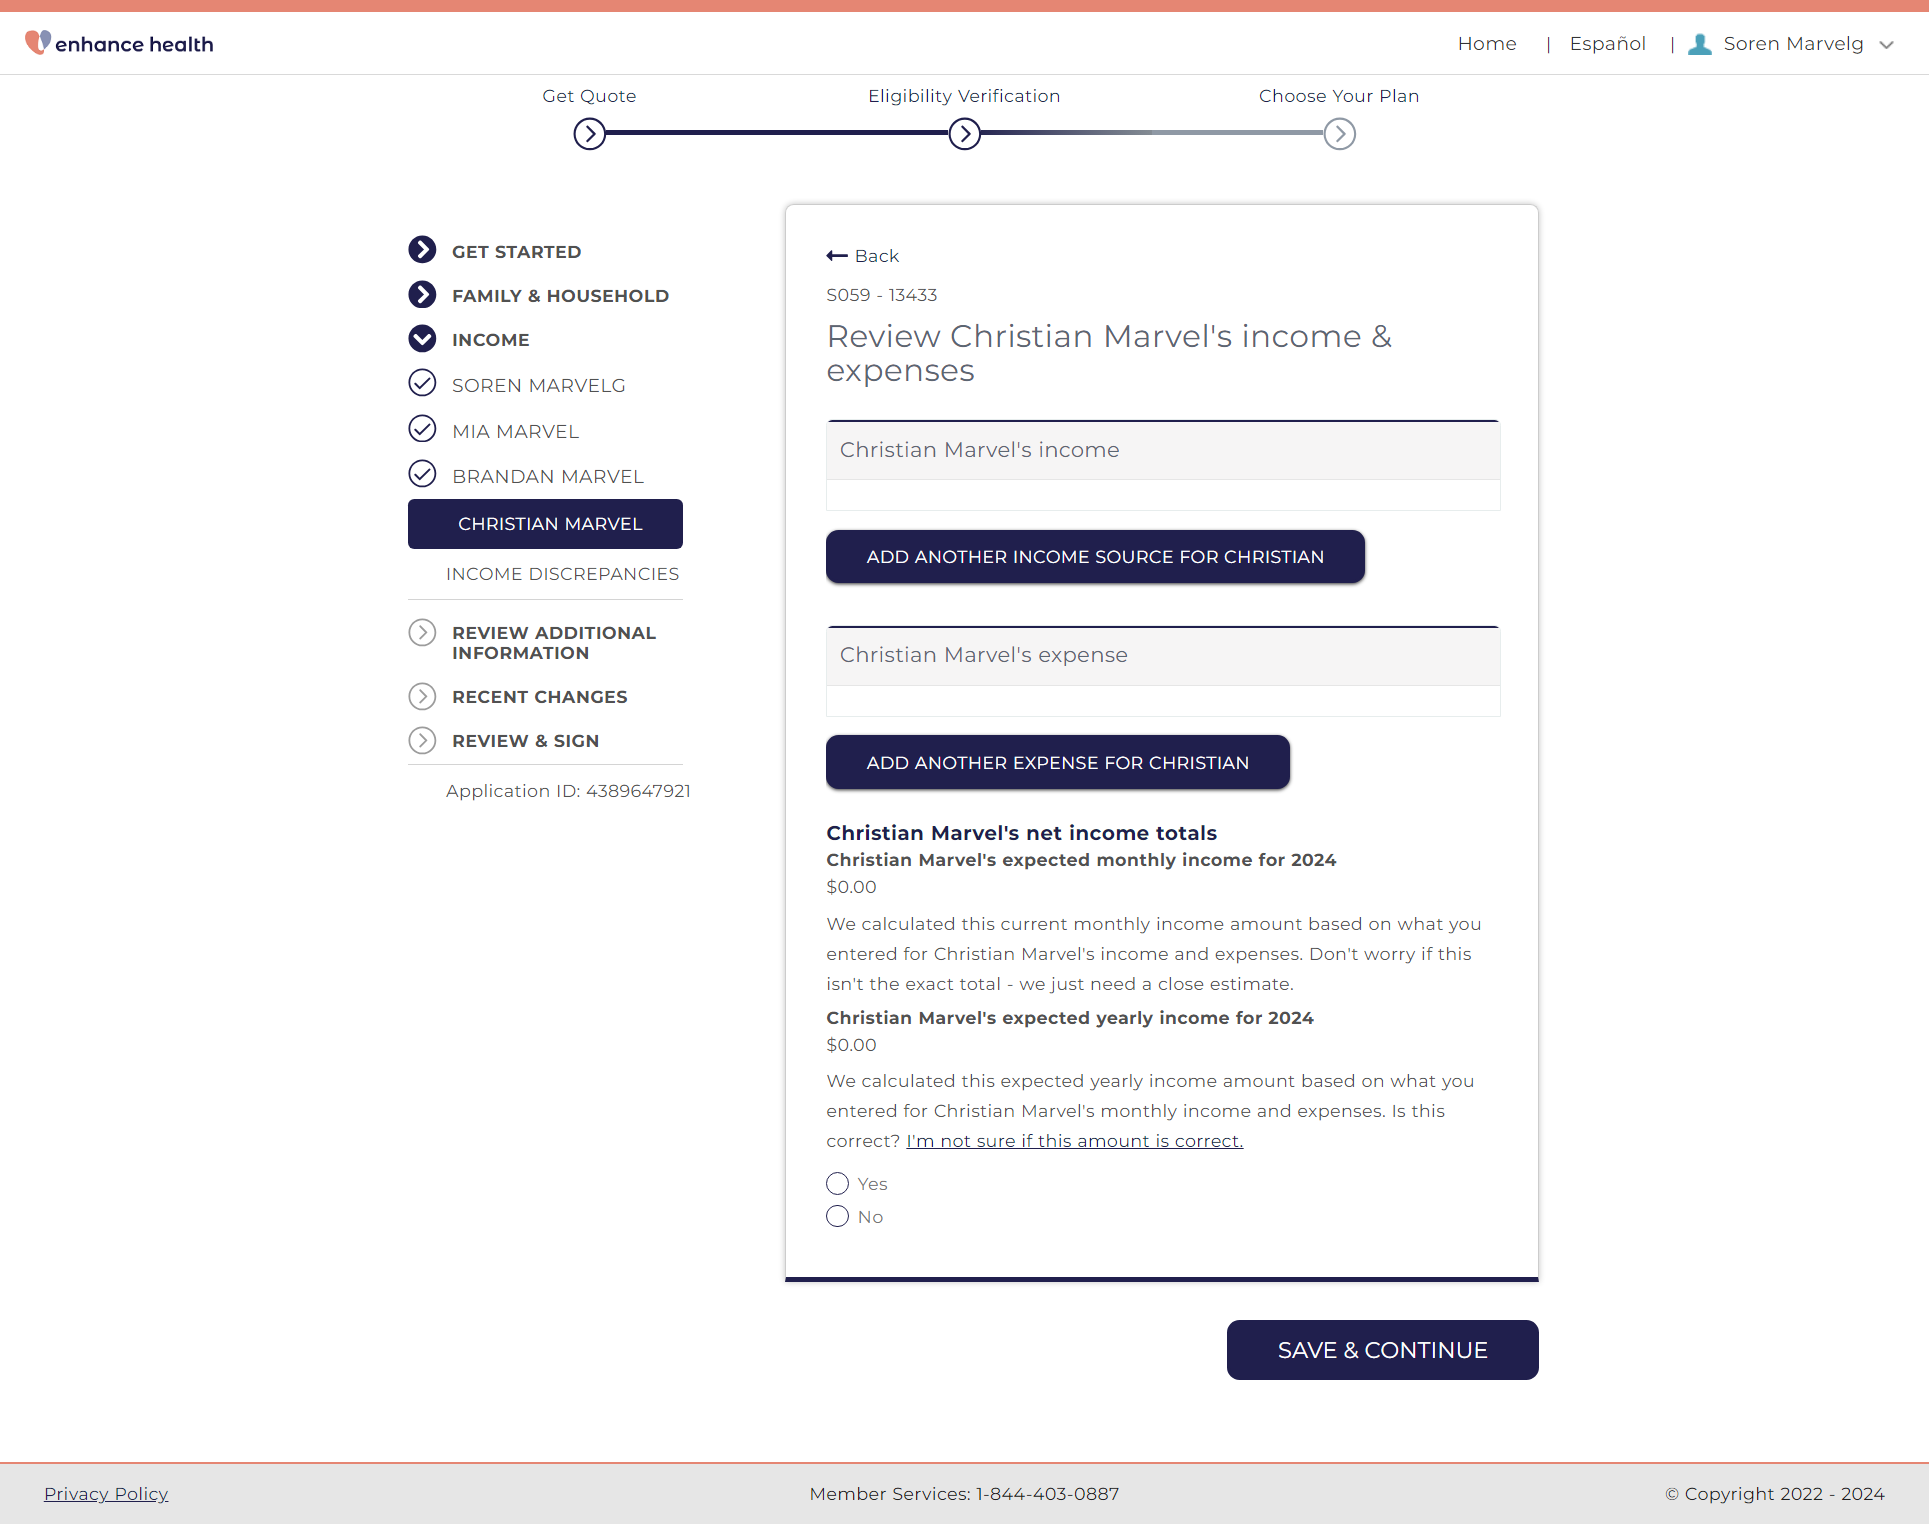 enhance health
Home | Español | Soren Marvelg
Get Quote
Eligibility Verification
Choose Your Plan
GET STARTED
FAMILY & HOUSEHOLD
INCOME
SOREN MARVELG
MIA MARVEL
BRANDAN MARVEL
CHRISTIAN MARVEL
INCOME DISCREPANCIES
REVIEW ADDITIONAL
INFORMATION
RECENT CHANGES
REVIEW & SIGN
Application ID: 4389647921
Back
S059 - 13433
Review Christian Marvel's income &
expenses
Christian Marvel's income
ADD ANOTHER INCOME SOURCE FOR CHRISTIAN
Christian Marvel's expense
ADD ANOTHER EXPENSE FOR CHRISTIAN
Christian Marvel's net income totals
Christian Marvel's expected monthly income for 2024
$0.00
We calculated this current monthly income amount based on what you
entered for Christian Marvel's income and expenses. Don't worry if this
isn't the exact total - we just need a close estimate.
Christian Marvel's expected yearly income for 2024
$0.00
We calculated this expected yearly income amount based on what you
entered for Christian Marvel's monthly income and expenses. Is this
correct? I'm not sure if this amount is correct.
Yes
No
SAVE & CONTINUE
Privacy Policy
Member Services: 1-844-403-0887
© Copyright 2022 - 2024